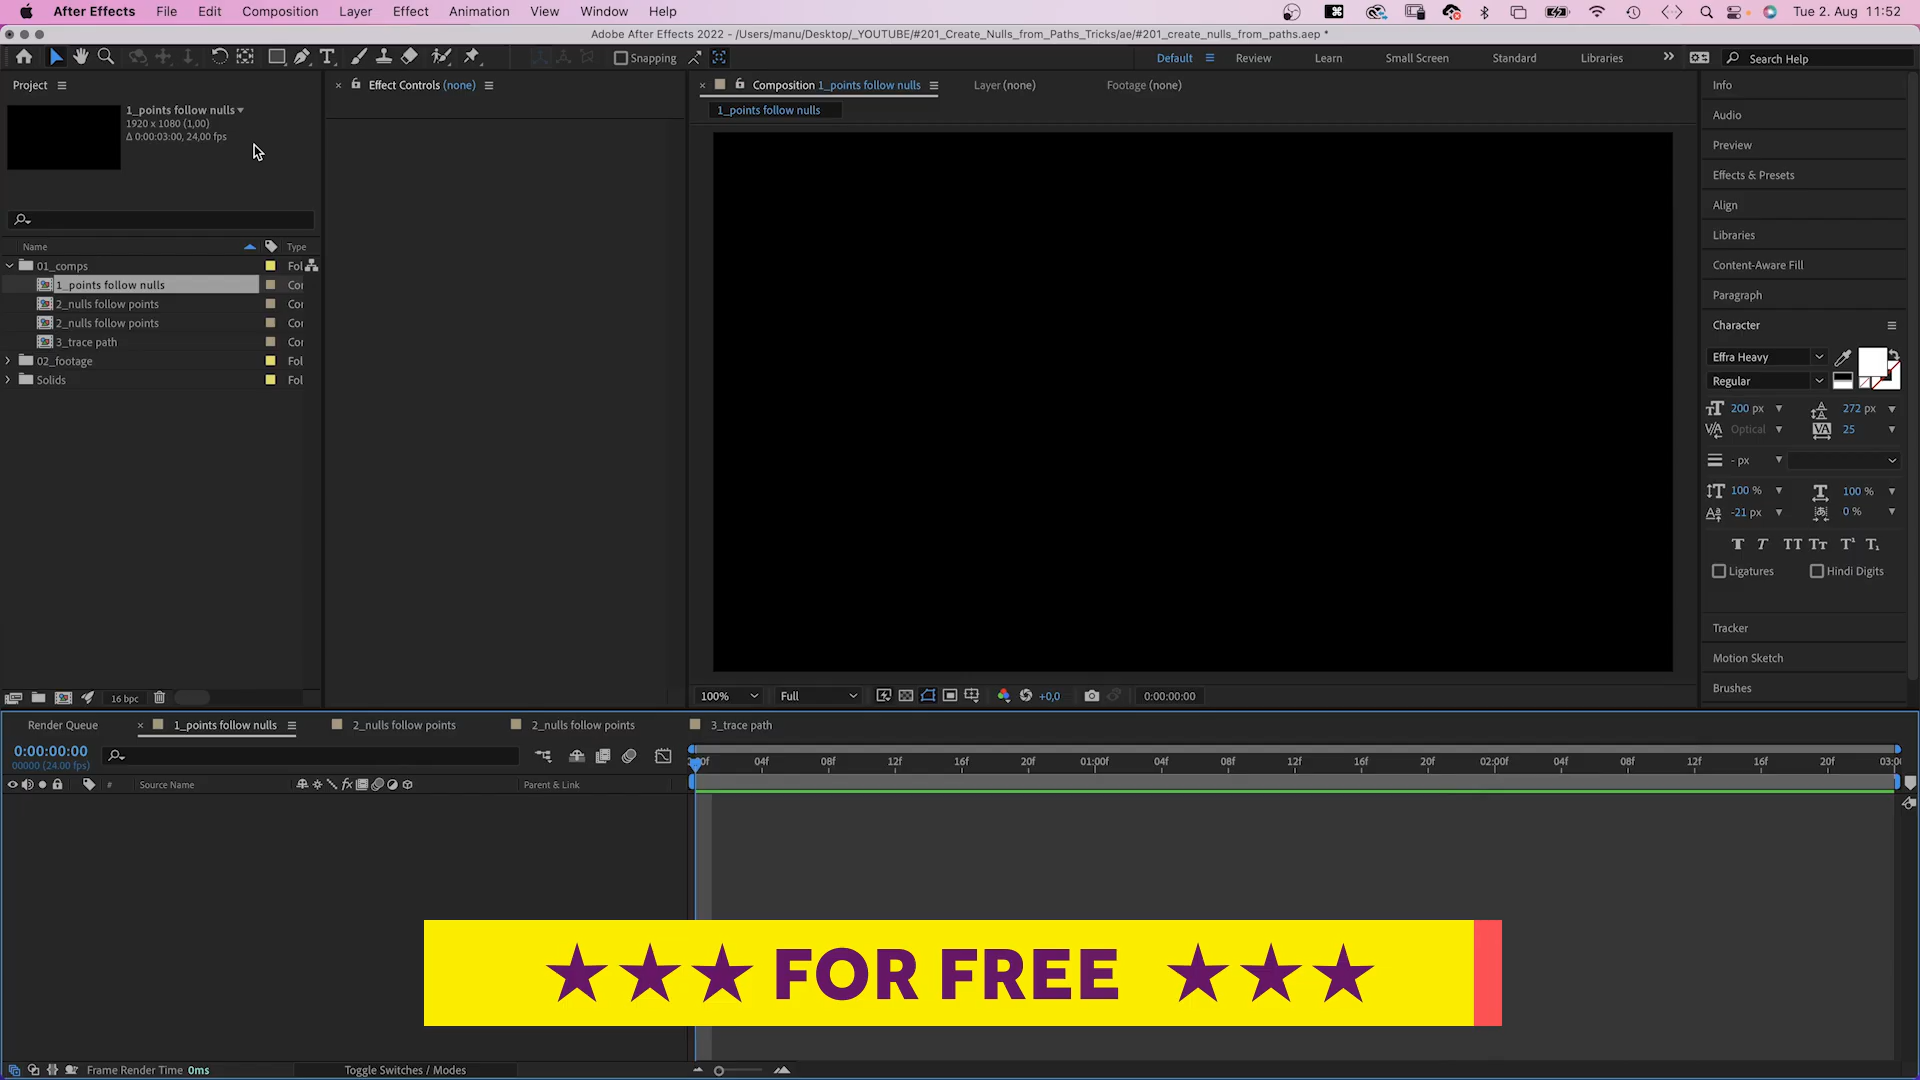 After Effects File Edit Composition Layer Effect Animation View Window Help Tue 2. Aug 11:52
Adobe After Effects 2022 - /Users/manu/Desktop/_YOUTUBE/#201_Create_Nulls_from_Paths_Tricks/ae/#201_create_nulls_from_paths.aep *
Snapping Default Review Learn Small Screen Standard Libraries Search Help
Project Effect Controls (none) Composition 1_points follow nulls Layer (none) Footage (none) Info
1_points follow nulls
1920 x 1080 (1,00)
Δ 0:00:03:00, 24,00 fps
1_points follow nulls
Audio
Preview
Effects & Presets
Align
Libraries
Content-Aware Fill
Paragraph
Character
Effra Heavy
Regular
200 px 272 px
Optical 25
- px
100 % 100 %
-21 px 0 %
Ligatures Hindi Digits
Tracker
Motion Sketch
Brushes
Name Type
01_comps Fol
1_points follow nulls Coi
2_nulls follow points Coi
2_nulls follow points Coi
3_trace path Coi
02_footage Fol
Solids Fol
16 bpc
100% Full +0,0 0:00:00:00
Render Queue 1_points follow nulls 2_nulls follow points 2_nulls follow points 3_trace path
0:00:00:00
00000 (24.00 fps)
04f 08f 12f 16f 20f 01:00f 04f 08f 12f 16f 20f 02:00f 04f 08f 12f 16f 20f
# Source Name Parent & Link
★★★ FOR FREE ★★★
Frame Render Time 0ms Toggle Switches / Modes